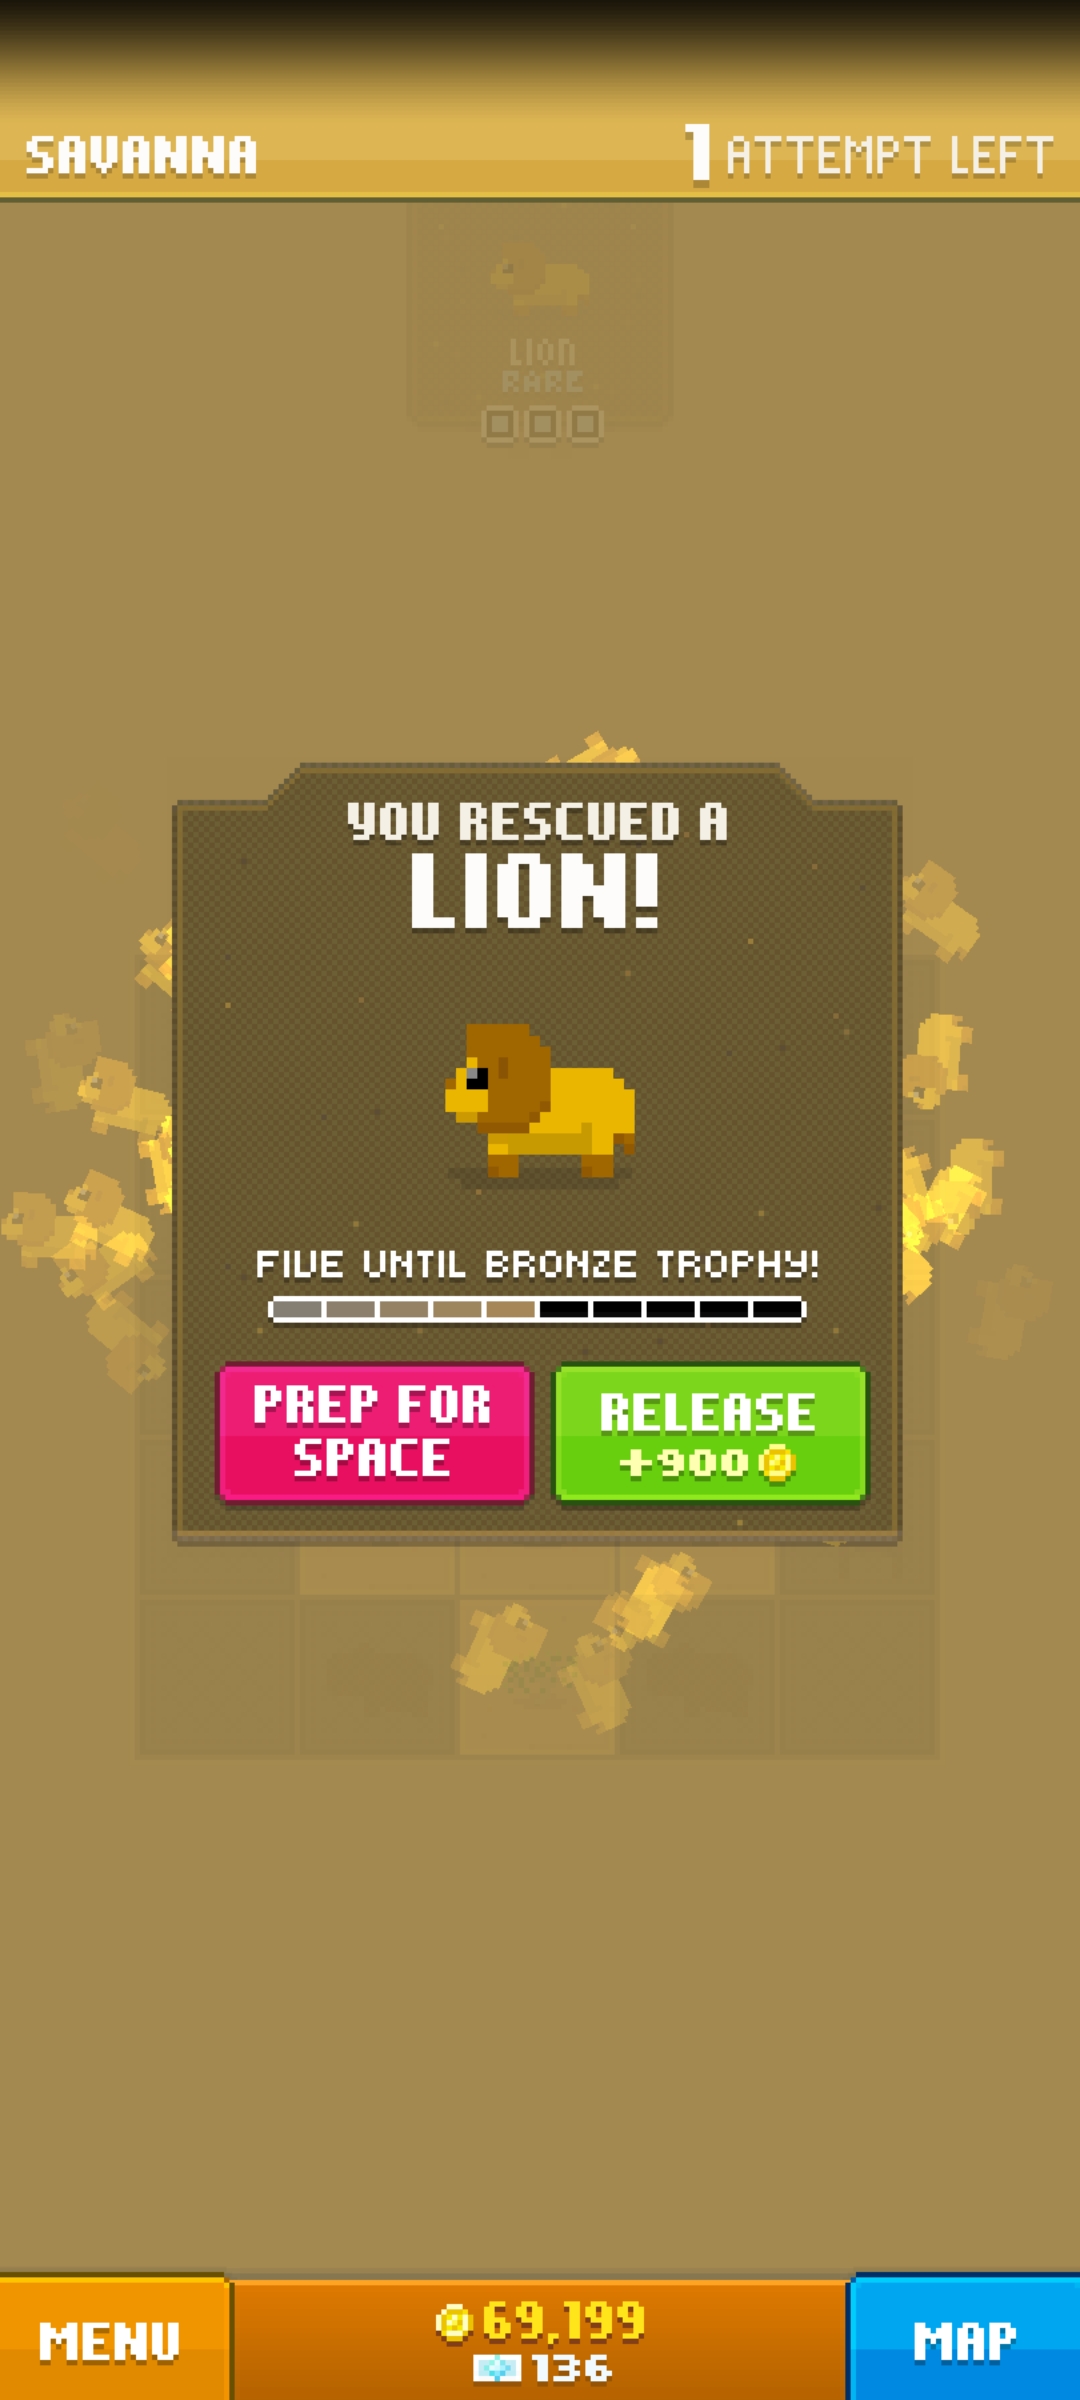 SAVANNA
1 ATTEMPT LEFT
LION
RARE
YOU RESCUED A
LION!
FIVE UNTIL BRONZE TROPHY!
PREP FOR
SPACE
RELEASE
+900
MENU
69,199
136
MAP